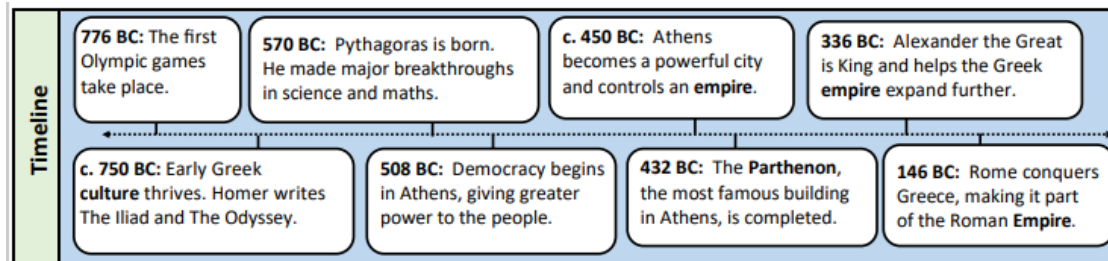 Timeline
776 BC: The first
Olympic games
take place.
570 BC: Pythagoras is born.
He made major breakthroughs
in science and maths.
c. 450 BC: Athens
becomes a powerful city
and controls an empire.
336 BC: Alexander the Great
is King and helps the Greek
empire expand further.
c. 750 BC: Early Greek
culture thrives. Homer writes
The Iliad and The Odyssey.
508 BC: Democracy begins
in Athens, giving greater
power to the people.
432 BC: The Parthenon,
the most famous building
in Athens, is completed.
146 BC: Rome conquers
Greece, making it part
of the Roman Empire.